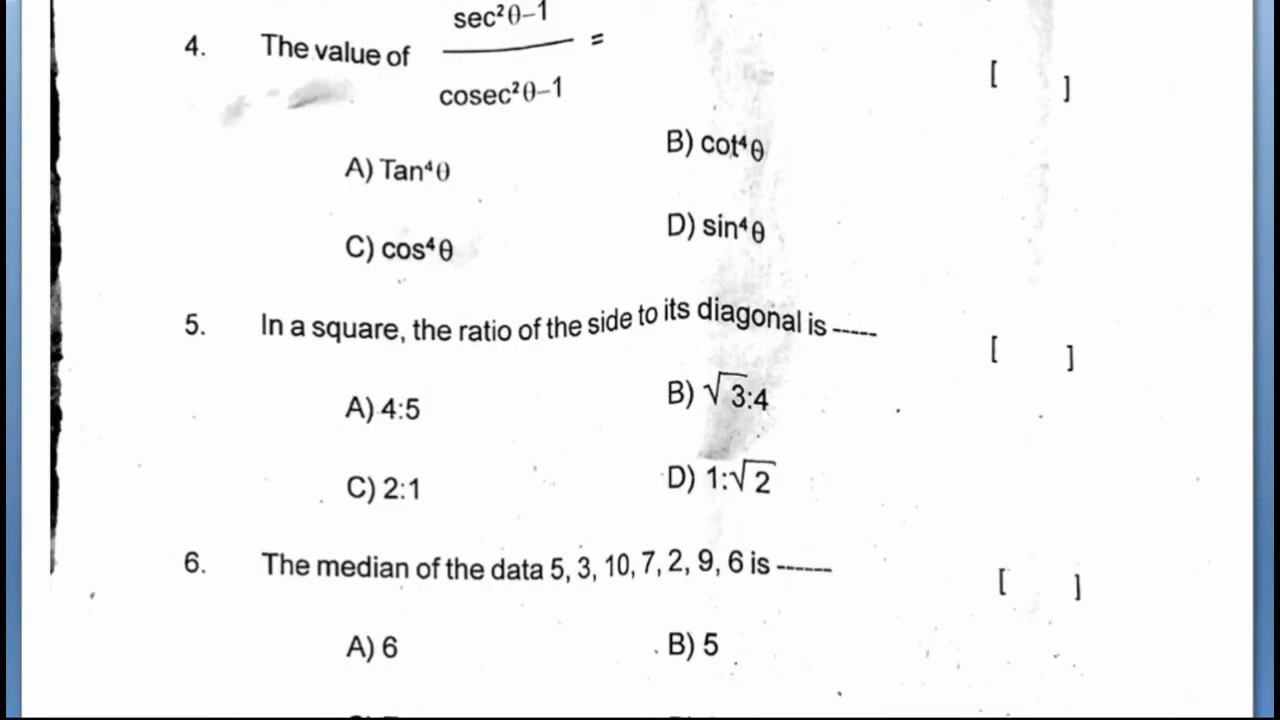 4. The value of sec²θ–1 / cosec²θ–1 = [ ]
A) Tan⁴θ B) cot⁴θ
C) cos⁴θ D) sin⁴θ
5. In a square, the ratio of the side to its diagonal is ----- [ ]
A) 4:5 B) √3:4
C) 2:1 D) 1:√2
6. The median of the data 5, 3, 10, 7, 2, 9, 6 is ------ [ ]
A) 6 B) 5